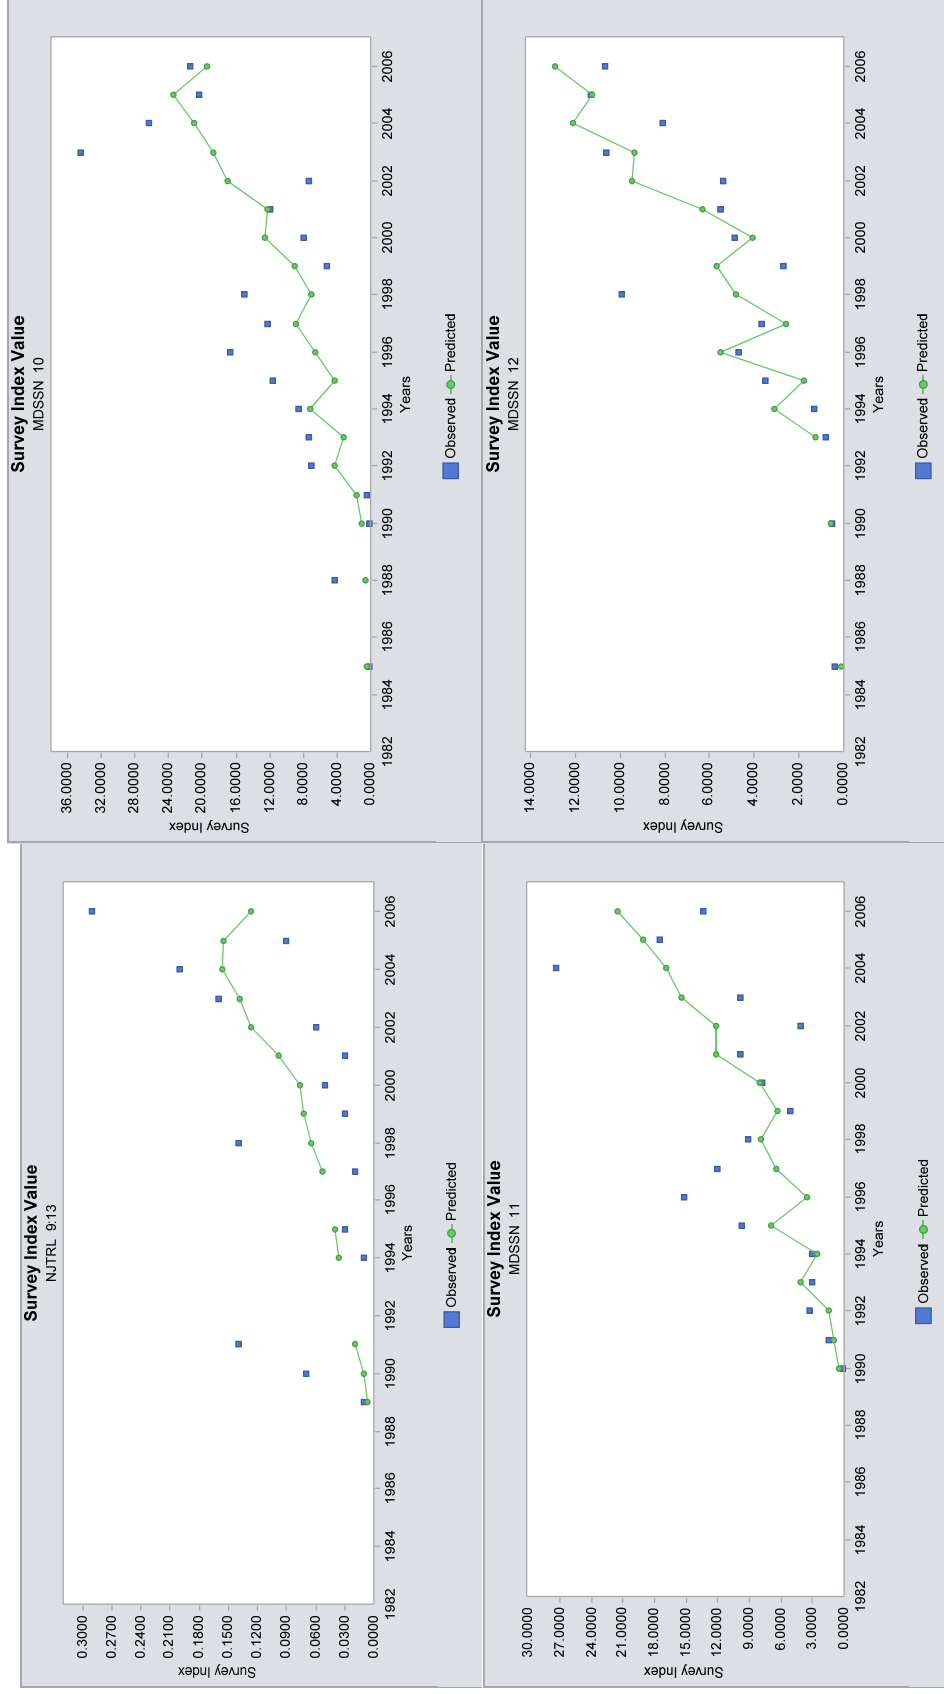 Survey Index Value
NJTRL 9:13
Survey Index
0.3000
0.2700
0.2400
0.2100
0.1800
0.1500
0.1200
0.0900
0.0600
0.0300
0.0000
1982 1984 1986 1988 1990 1992 1994 1996 1998 2000 2002 2004 2006
Years
Observed Predicted
Survey Index Value
MDSSN 10
Survey Index
36.0000
32.0000
28.0000
24.0000
20.0000
16.0000
12.0000
8.0000
4.0000
0.0000
1982 1984 1986 1988 1990 1992 1994 1996 1998 2000 2002 2004 2006
Years
Observed Predicted
Survey Index Value
MDSSN 11
Survey Index
30.0000
27.0000
24.0000
21.0000
18.0000
15.0000
12.0000
9.0000
6.0000
3.0000
0.0000
1982 1984 1986 1988 1990 1992 1994 1996 1998 2000 2002 2004 2006
Years
Observed Predicted
Survey Index Value
MDSSN 12
Survey Index
14.0000
12.0000
10.0000
8.0000
6.0000
4.0000
2.0000
0.0000
1982 1984 1986 1988 1990 1992 1994 1996 1998 2000 2002 2004 2006
Years
Observed Predicted